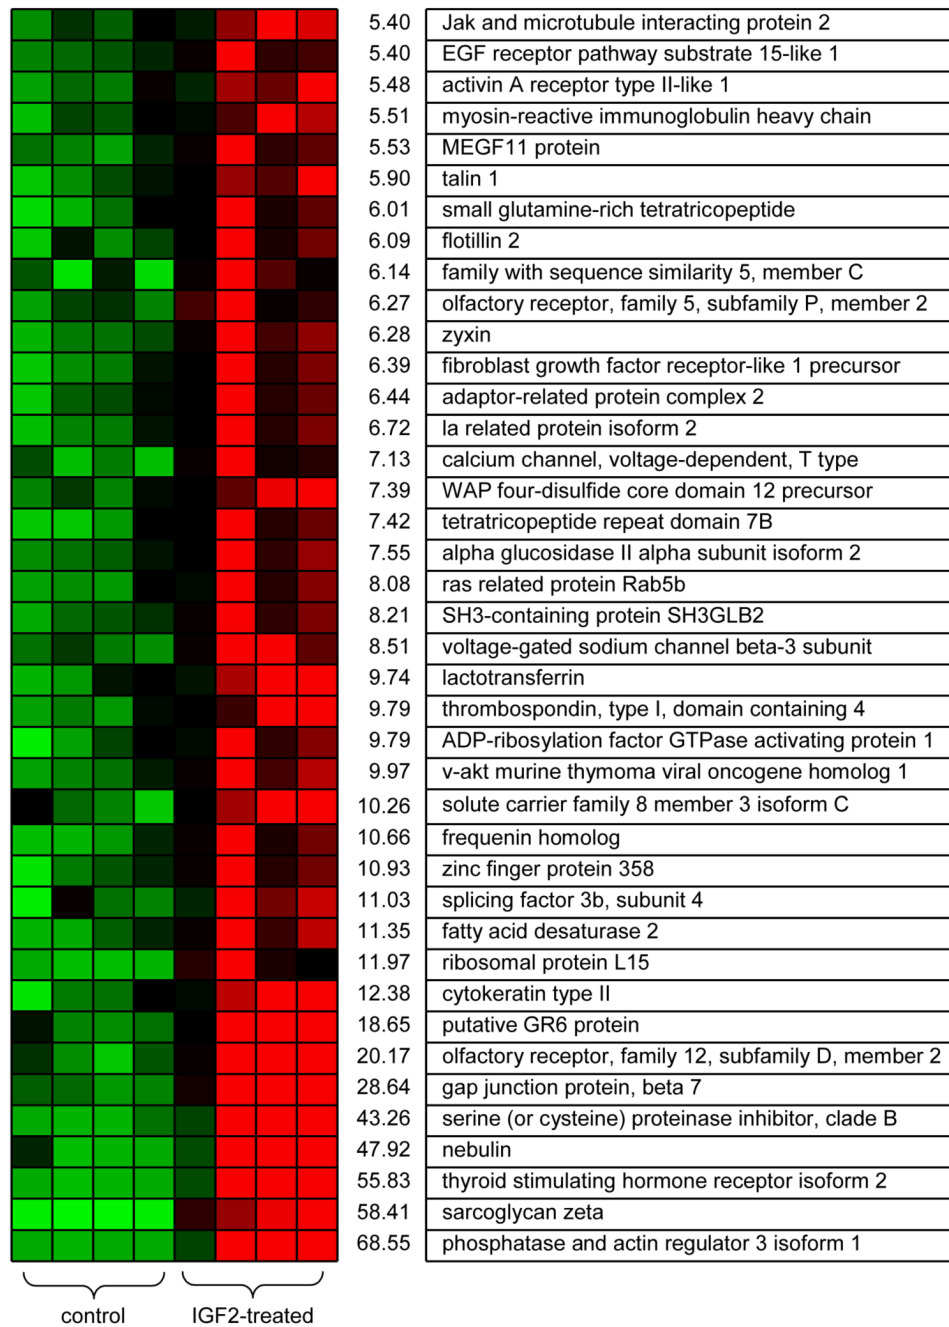 5.40 Jak and microtubule interacting protein 2
5.40 EGF receptor pathway substrate 15-like 1
5.48 activin A receptor type II-like 1
5.51 myosin-reactive immunoglobulin heavy chain
5.53 MEGF11 protein
5.90 talin 1
6.01 small glutamine-rich tetratricopeptide
6.09 flotillin 2
6.14 family with sequence similarity 5, member C
6.27 olfactory receptor, family 5, subfamily P, member 2
6.28 zyxin
6.39 fibroblast growth factor receptor-like 1 precursor
6.44 adaptor-related protein complex 2
6.72 la related protein isoform 2
7.13 calcium channel, voltage-dependent, T type
7.39 WAP four-disulfide core domain 12 precursor
7.42 tetratricopeptide repeat domain 7B
7.55 alpha glucosidase II alpha subunit isoform 2
8.08 ras related protein Rab5b
8.21 SH3-containing protein SH3GLB2
8.51 voltage-gated sodium channel beta-3 subunit
9.74 lactotransferrin
9.79 thrombospondin, type I, domain containing 4
9.79 ADP-ribosylation factor GTPase activating protein 1
9.97 v-akt murine thymoma viral oncogene homolog 1
10.26 solute carrier family 8 member 3 isoform C
10.66 frequenin homolog
10.93 zinc finger protein 358
11.03 splicing factor 3b, subunit 4
11.35 fatty acid desaturase 2
11.97 ribosomal protein L15
12.38 cytokeratin type II
18.65 putative GR6 protein
20.17 olfactory receptor, family 12, subfamily D, member 2
28.64 gap junction protein, beta 7
43.26 serine (or cysteine) proteinase inhibitor, clade B
47.92 nebulin
55.83 thyroid stimulating hormone receptor isoform 2
58.41 sarcoglycan zeta
68.55 phosphatase and actin regulator 3 isoform 1
control IGF2-treated